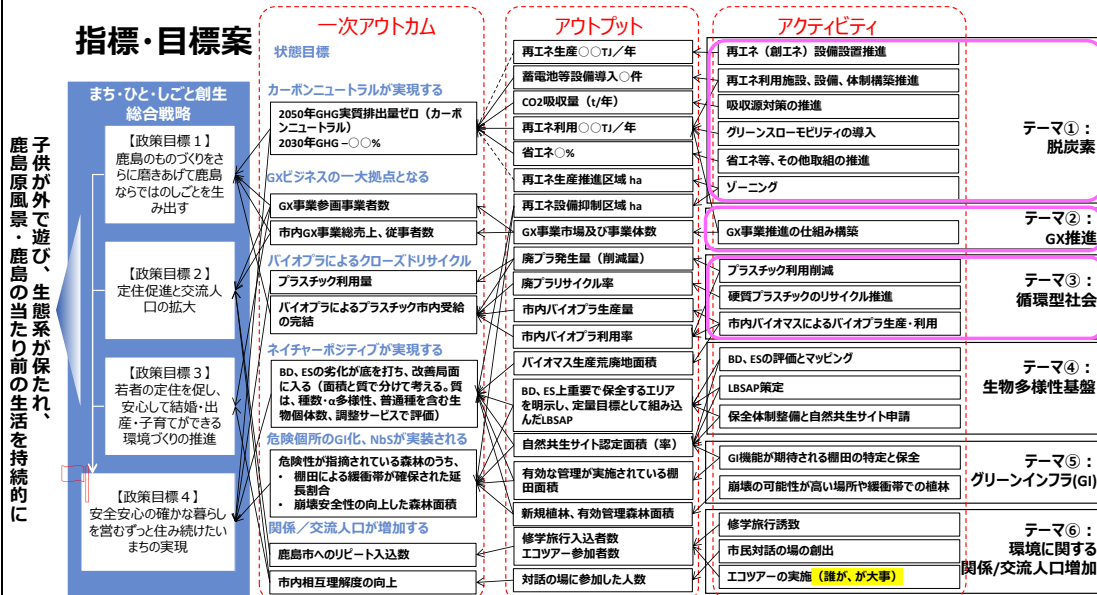 指標・目標案
一次アウトカム
アウトプット
アクティビティ
子供が外で遊び、生態系が保たれ、
鹿島原風景・鹿島の当たり前の生活を持続的に
まち・ひと・しごと創生
総合戦略
【政策目標１】
鹿島のものづくりをさ
らに磨きあげて鹿島
ならではのしごとを生
み出す
【政策目標２】
定住促進と交流人
口の拡大
【政策目標３】
若者の定住を促し、
安心して結婚・出
産・子育てができる
環境づくりの推進
【政策目標４】
安全安心の確かな暮らし
を営むずっと住み続けたい
まちの実現
状態目標
カーボンニュートラルが実現する
2050年GHG実質排出量ゼロ（カーボ
ンニュートラル）
2030年GHG －○○％
GXビジネスの一大拠点となる
GX事業参画事業者数
市内GX事業総売上、従事者数
バイオプラによるクローズドリサイクル
プラスチック利用量
バイオプラによるプラスチック市内受給
の完結
ネイチャーポジティブが実現する
BD、ESの劣化が底を打ち、改善局面
に入る（面積と質で分けて考える。質
は、種数・α多様性、普通種を含む生
物個体数、調整サービスで評価）
危険個所のGI化、NbSが実装される
危険性が指摘されている森林のうち、
• 棚田による緩衝帯が確保された延
長割合
• 崩壊安全性の向上した森林面積
関係／交流人口が増加する
鹿島市へのリピート入込数
市内相互理解度の向上
再エネ生産○○TJ／年
蓄電池等設備導入○件
CO2吸収量（t/年）
再エネ利用○○TJ／年
省エネ○%
再エネ生産推進区域 ha
再エネ設備抑制区域 ha
GX事業市場及び事業体数
廃プラ発生量（削減量）
廃プラリサイクル率
市内バイオプラ生産量
市内バイオプラ利用率
バイオマス生産荒廃地面積
BD、ES上重要で保全するエリア
を明示し、定量目標として組み込
んだLBSAP
自然共生サイト認定面積（率）
有効な管理が実施されている棚
田面積
新規植林、有効管理森林面積
修学旅行入込者数
エコツアー参加者数
対話の場に参加した人数
再エネ（創エネ）設備設置推進
再エネ利用施設、設備、体制構築推進
吸収源対策の推進
グリーンスローモビリティの導入
省エネ等、その他取組の推進
ゾーニング
GX事業推進の仕組み構築
プラスチック利用削減
硬質プラスチックのリサイクル推進
市内バイオマスによるバイオプラ生産・利用
BD、ESの評価とマッピング
LBSAP策定
保全体制整備と自然共生サイト申請
GI機能が期待される棚田の特定と保全
崩壊の可能性が高い場所や緩衝帯での植林
修学旅行誘致
市民対話の場の創出
エコツアーの実施（誰が、が大事）
テーマ①：
脱炭素
テーマ②：
GX推進
テーマ③：
循環型社会
テーマ④：
生物多様性基盤
テーマ⑤：
グリーンインフラ(GI)
テーマ⑥：
環境に関する
関係/交流人口増加